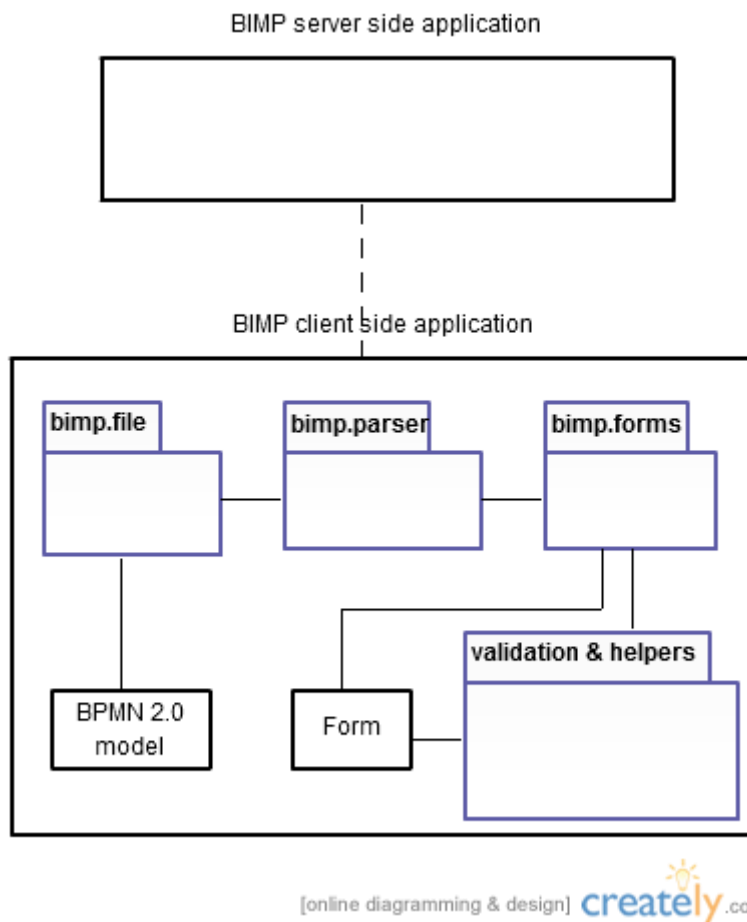 BIMP server side application
BIMP client side application
bimp.file
bimp.parser
bimp.forms
validation & helpers
BPMN 2.0
model
Form
[online diagramming & design] creately.co